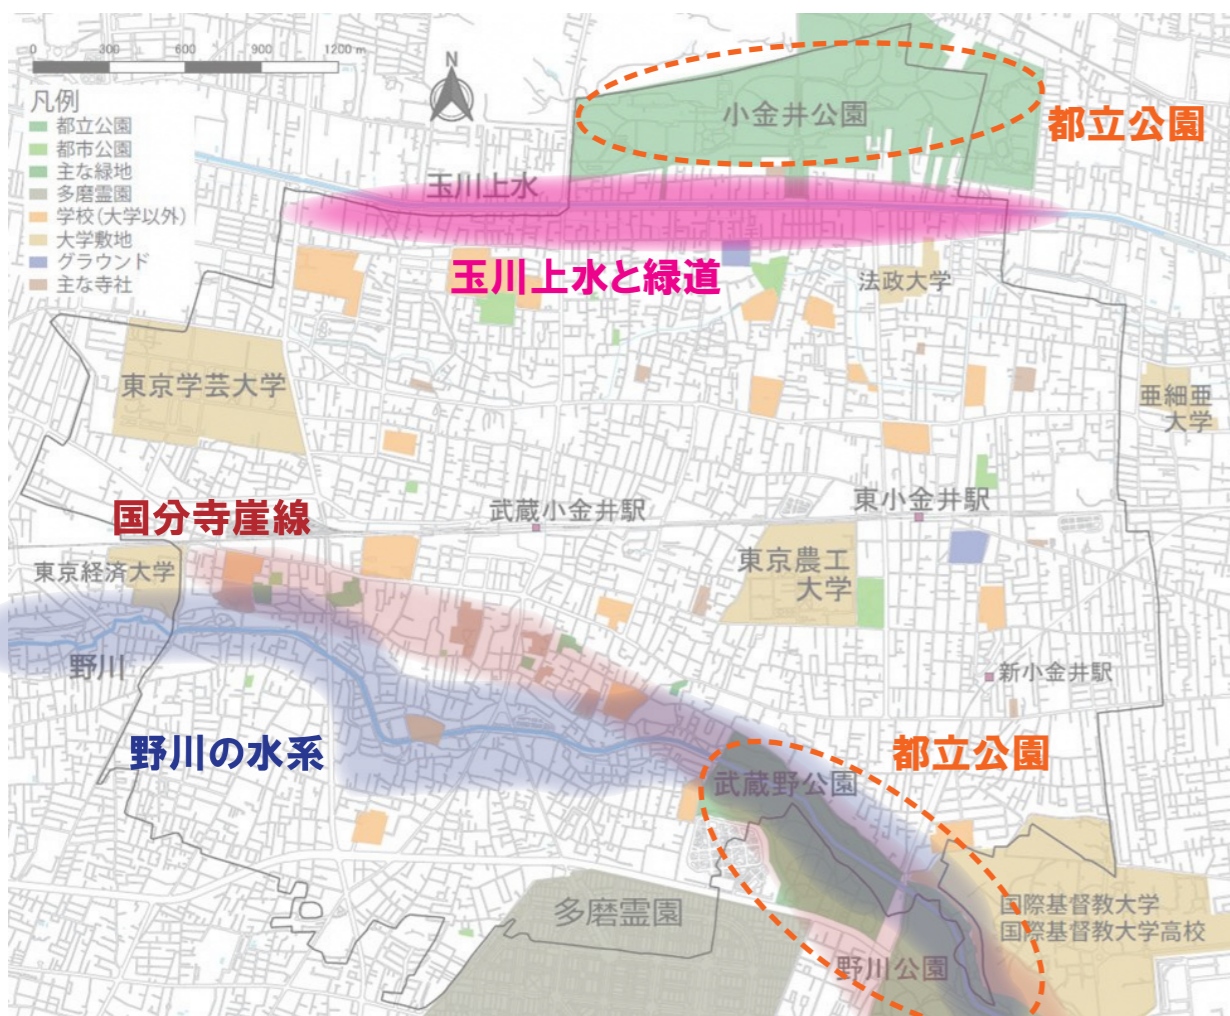 0 300 600 900 1200 m
N
凡例
都立公園
都市公園
主な緑地
多磨霊園
学校(大学以外)
大学敷地
グラウンド
主な寺社
小金井公園
都立公園
玉川上水
玉川上水と緑道
法政大学
東京学芸大学
亜細亜
大学
国分寺崖線
武蔵小金井駅
東小金井駅
東京経済大学
東京農工
大学
野川
新小金井駅
野川の水系
都立公園
武蔵野公園
多磨霊園
国際基督教大学
国際基督教大学高校
野川公園